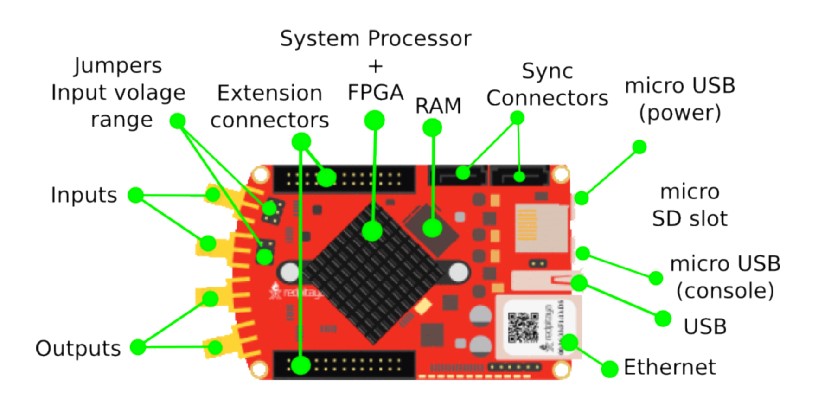 System Processor
+
FPGA
Jumpers
Input volage
range
Extension
connectors
RAM
Sync
Connectors
micro USB
(power)
Inputs
micro
SD slot
micro USB
(console)
USB
Outputs
Ethernet
redpitaya